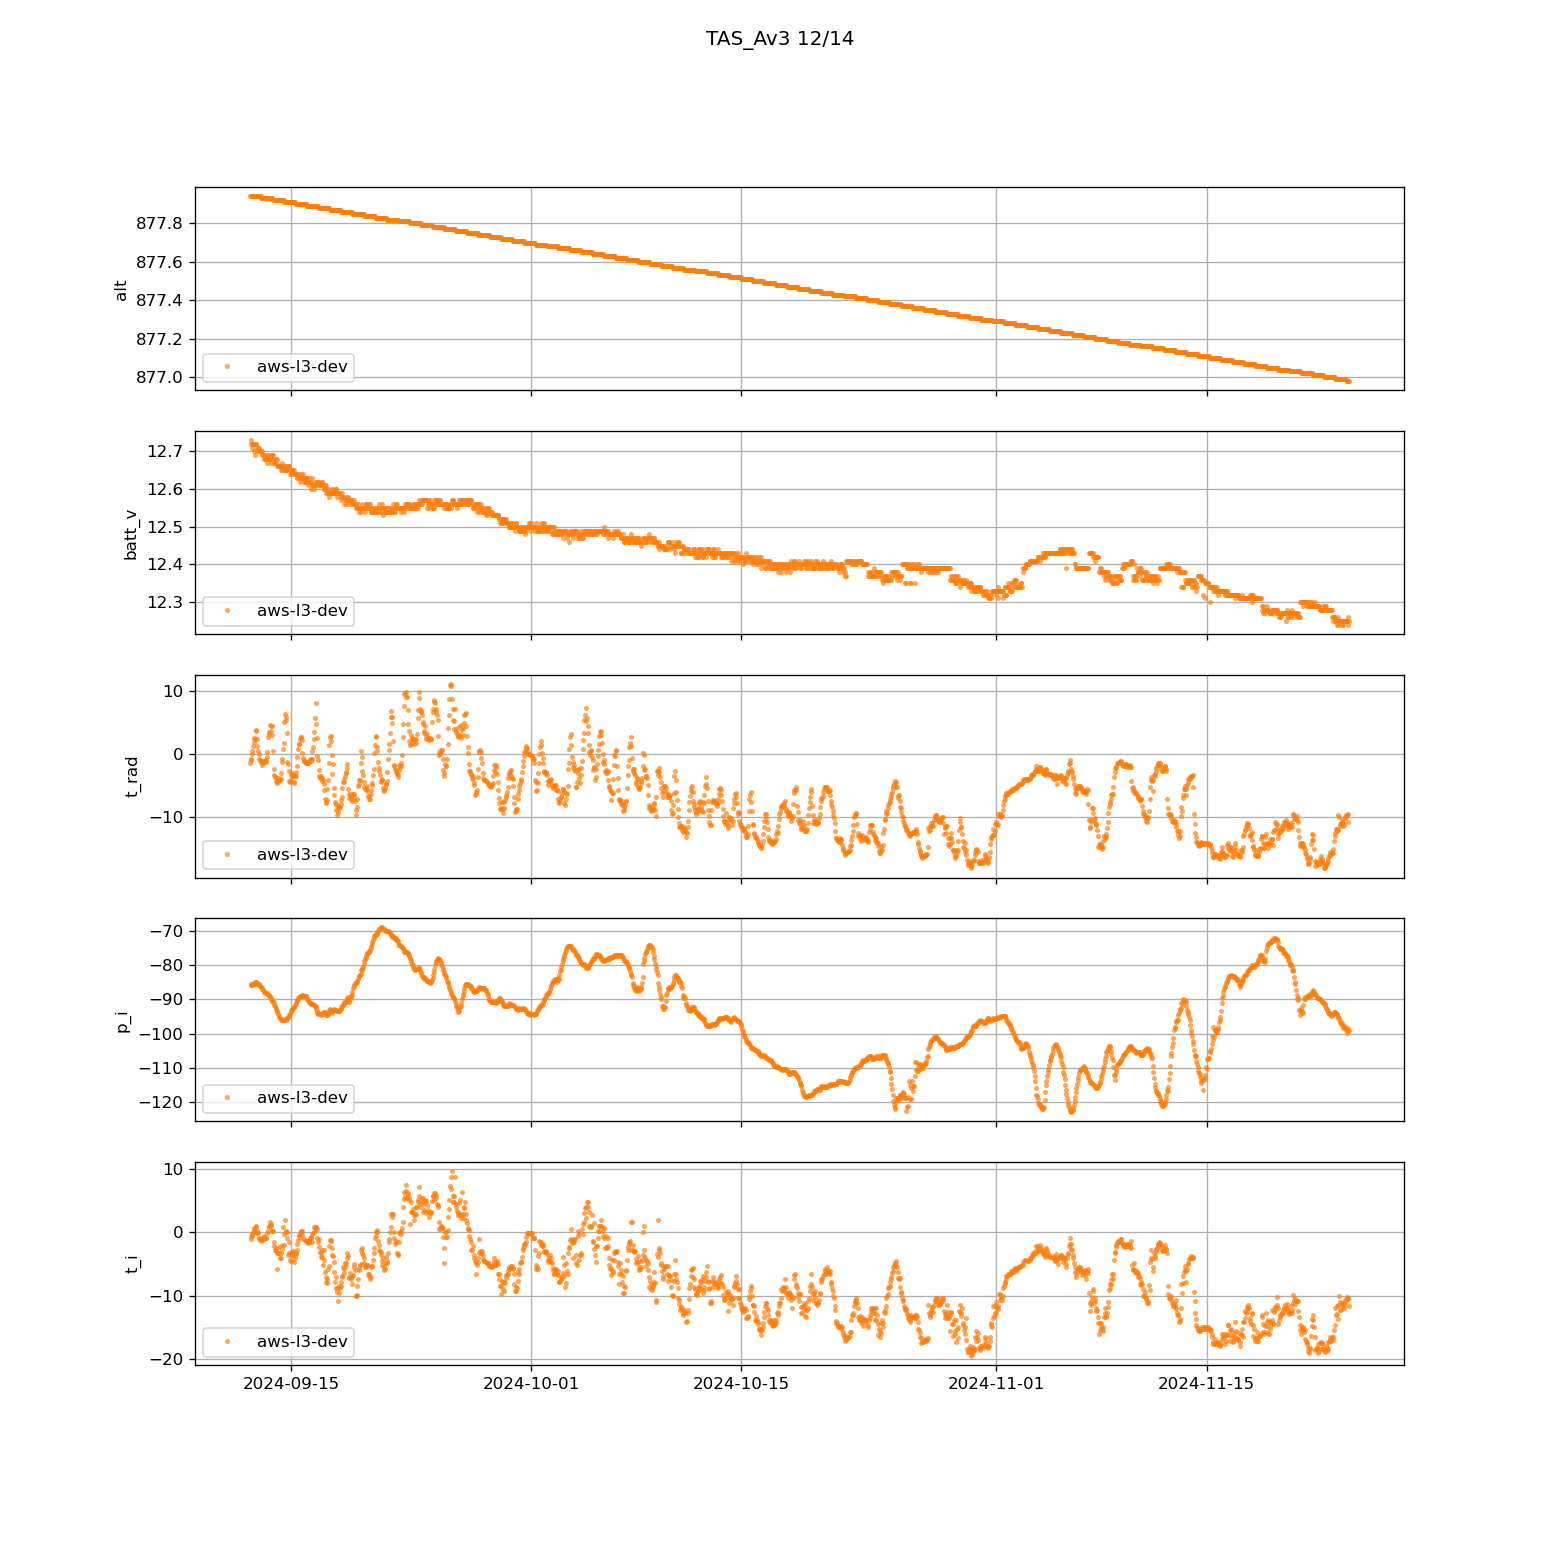 TAS_Av3 12/14
alt
877.8
877.6
877.4
877.2
877.0
aws-l3-dev
batt_v
12.7
12.6
12.5
12.4
12.3
aws-l3-dev
t_rad
10
0
−10
aws-l3-dev
p_i
−70
−80
−90
−100
−110
−120
aws-l3-dev
t_i
10
0
−10
−20
aws-l3-dev
2024-09-15 2024-10-01 2024-10-15 2024-11-01 2024-11-15